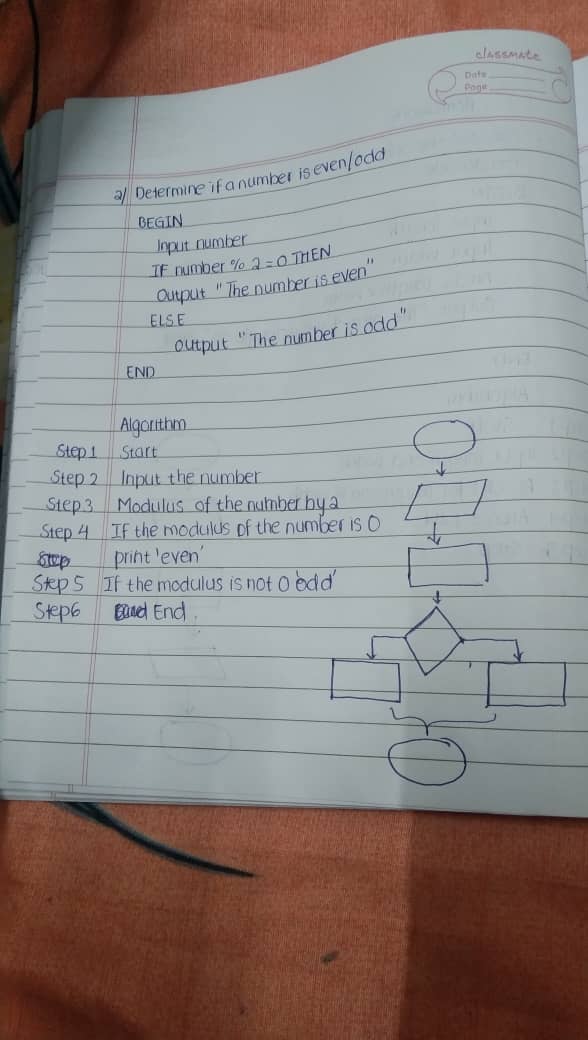 classmate
Date
Page
2/ Determine if a number is even/odd
BEGIN
Input number
IF number % 2 = 0 THEN
Output "The number is even"
ELSE
output "The number is odd"
END
Algorithm
Step 1 Start
Step 2 Input the number
Step 3 Modulus of the number by 2
Step 4 If the modulus of the number is 0
Step print 'even'
Step 5 If the modulus is not 0 'odd'
Step 6 End.